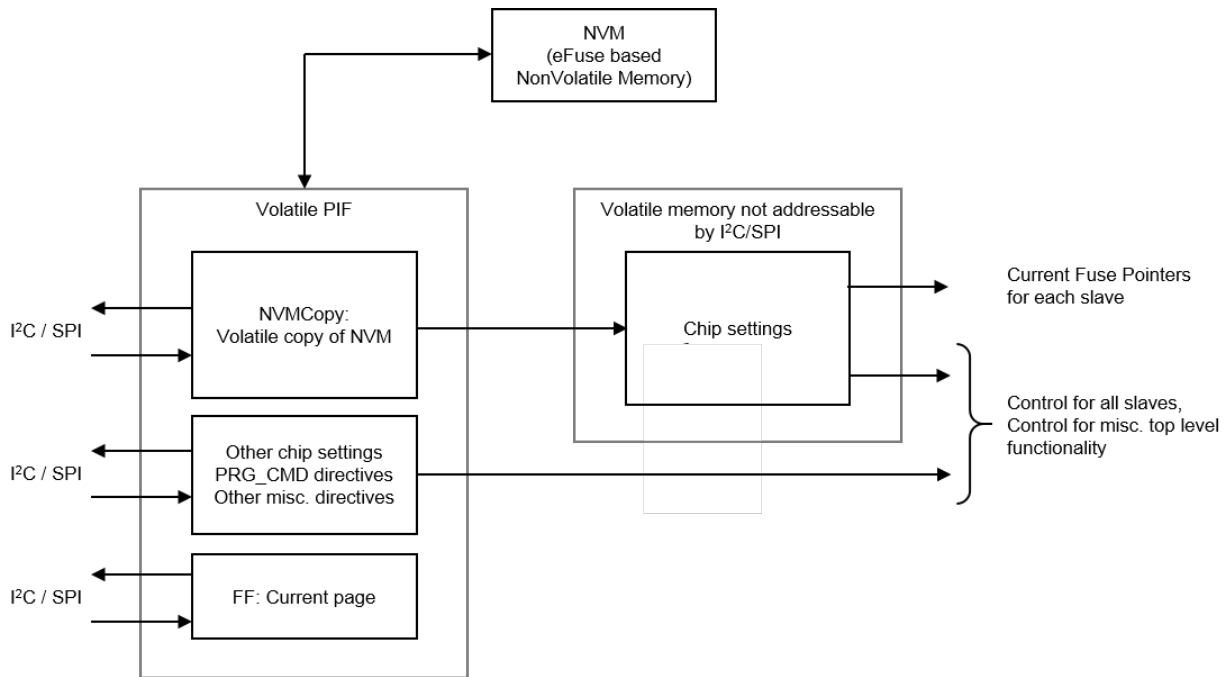 NVM
(eFuse based
NonVolatile Memory)
Volatile PIF
Volatile memory not addressable
by I²C/SPI
NVMCopy:
Volatile copy of NVM
Chip settings
Current Fuse Pointers
for each slave
I²C / SPI
Other chip settings
PRG_CMD directives
Other misc. directives
Control for all slaves,
Control for misc. top level
functionality
I²C / SPI
FF: Current page
I²C / SPI